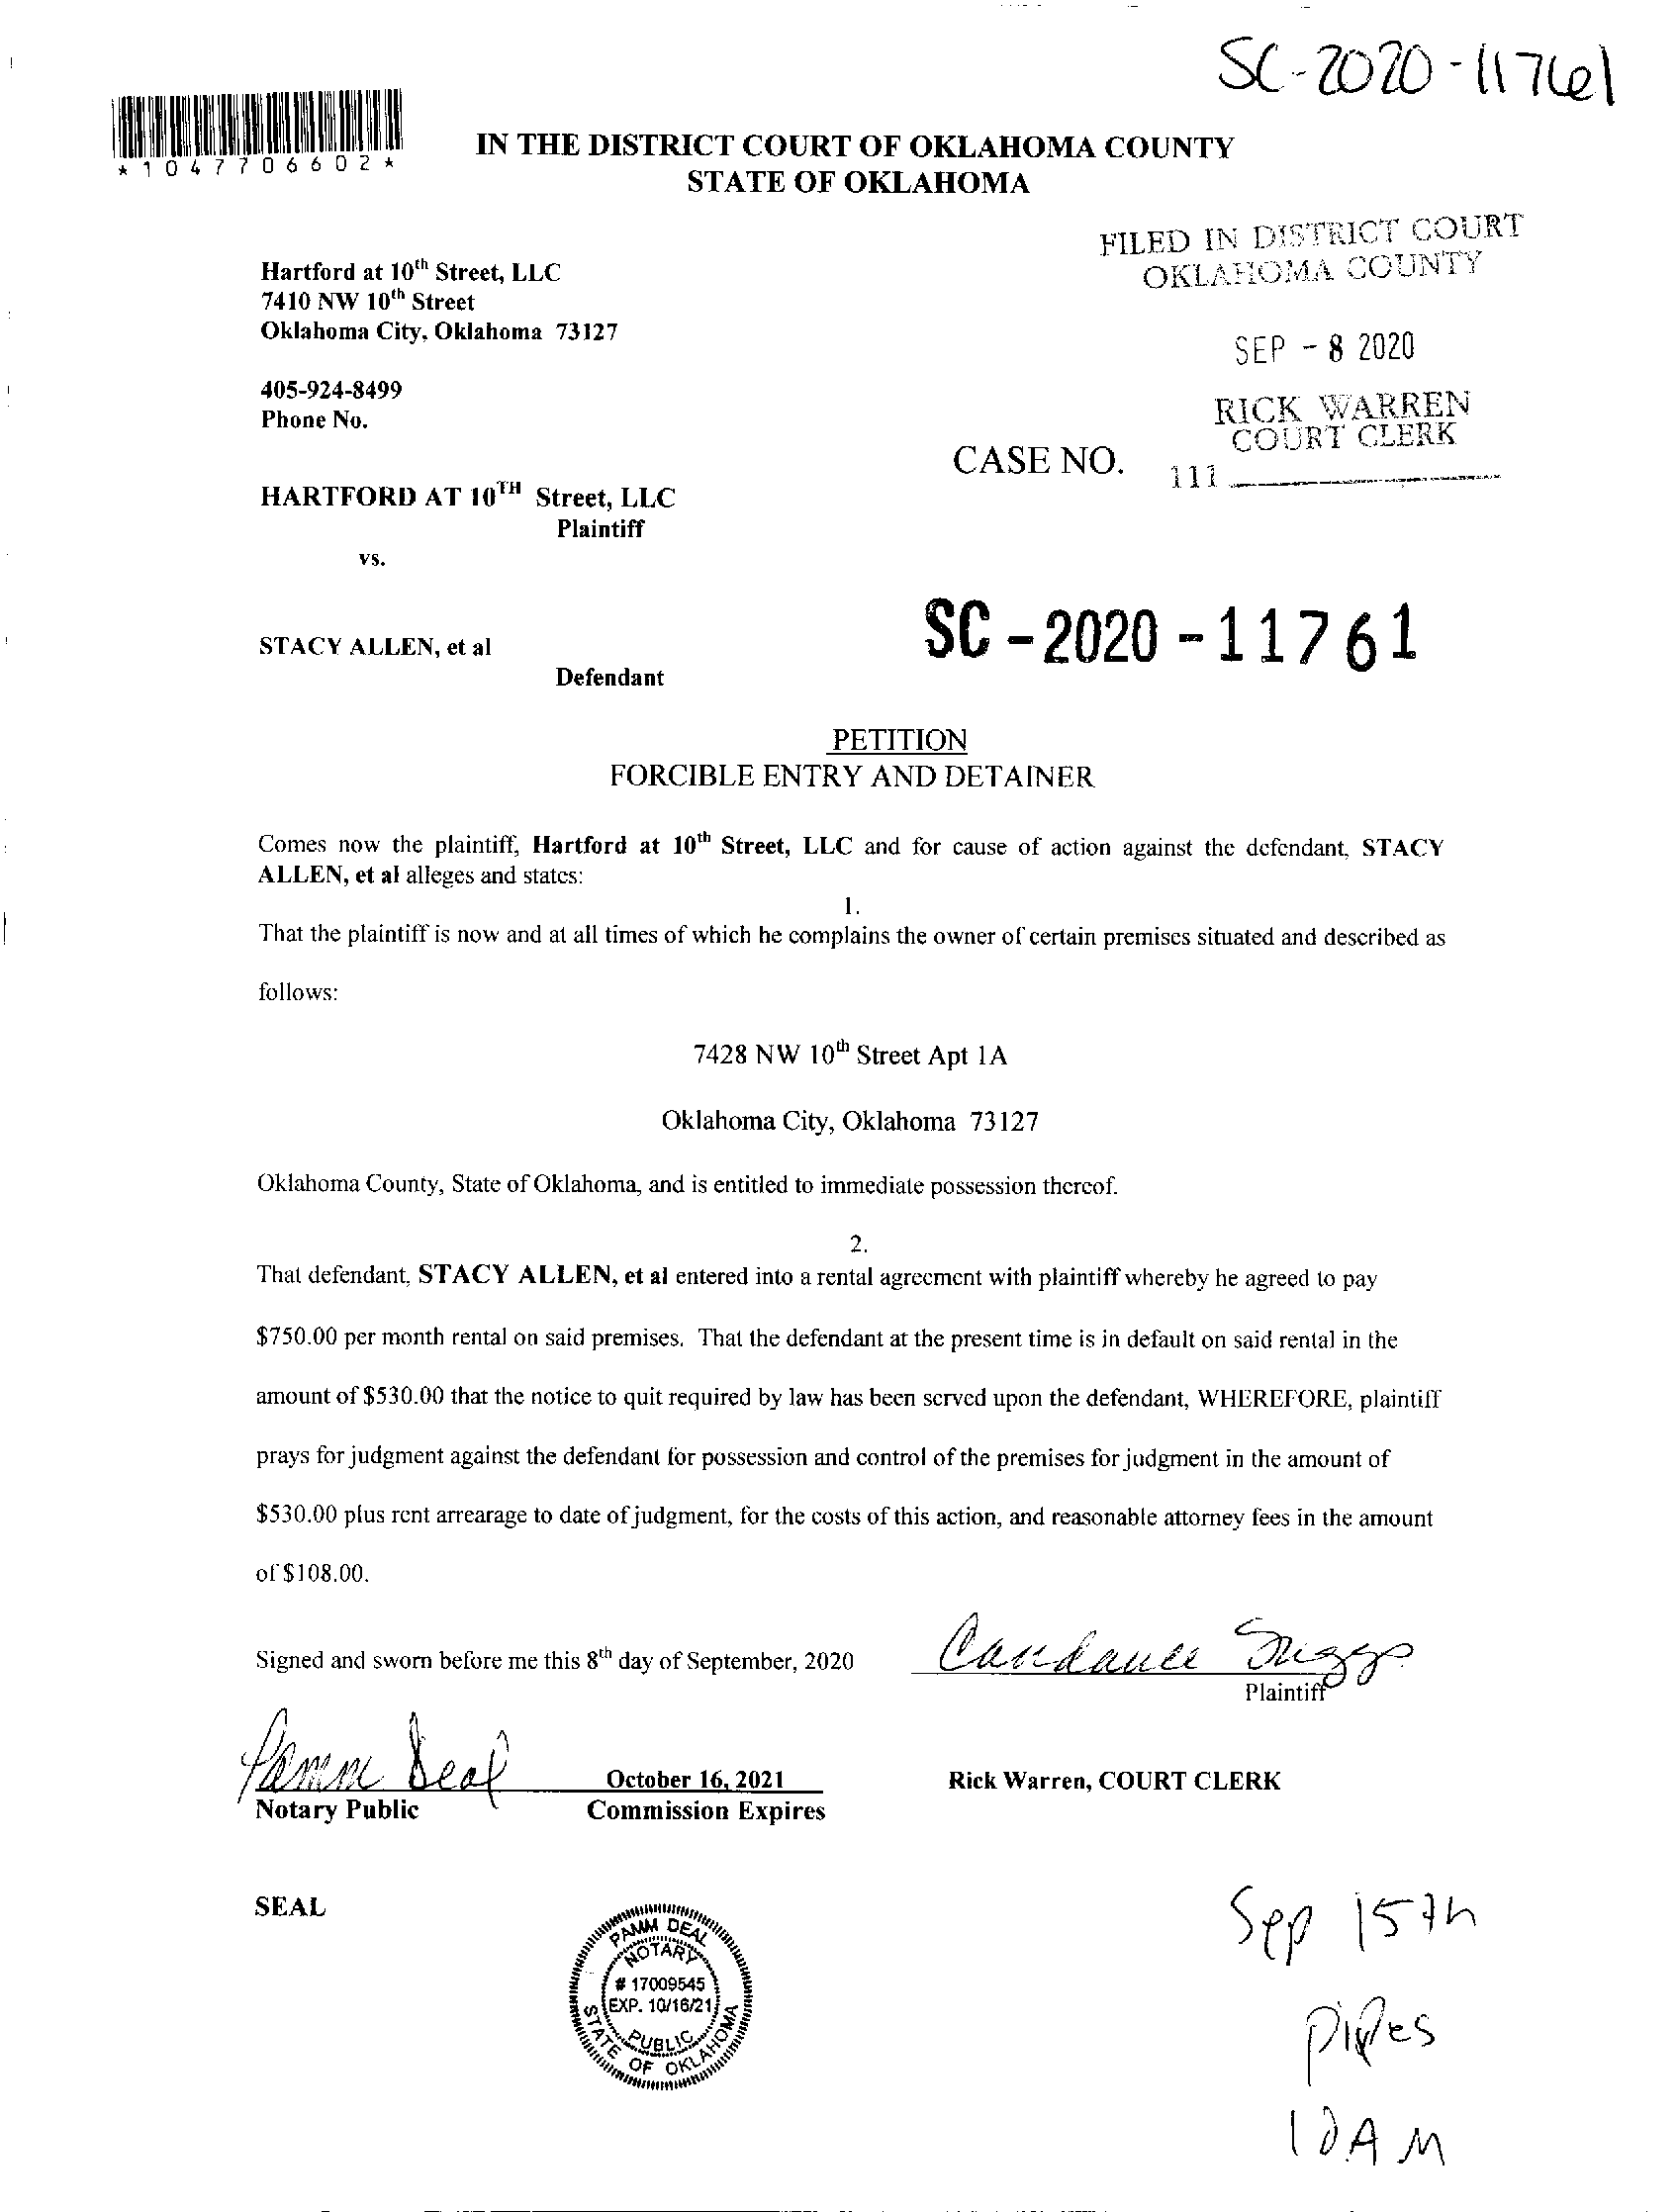 SC-2020-11761
*1047706602*
IN THE DISTRICT COURT OF OKLAHOMA COUNTY
STATE OF OKLAHOMA
FILED IN DISTRICT COURT
OKLAHOMA COUNTY
Hartford at 10th Street, LLC
7410 NW 10th Street
Oklahoma City, Oklahoma 73127
SEP - 8 2020
405-924-8499
Phone No.
RICK WARREN
COURT CLERK
CASE NO.
111
HARTFORD AT 10TH Street, LLC
Plaintiff
vs.
SC-2020-11761
STACY ALLEN, et al
Defendant
PETITION
FORCIBLE ENTRY AND DETAINER
Comes now the plaintiff, Hartford at 10th Street, LLC and for cause of action against the defendant, STACY
ALLEN, et al alleges and states:
1.
That the plaintiff is now and at all times of which he complains the owner of certain premises situated and described as
follows:
7428 NW 10th Street Apt 1A
Oklahoma City, Oklahoma 73127
Oklahoma County, State of Oklahoma, and is entitled to immediate possession thereof.
2.
That defendant, STACY ALLEN, et al entered into a rental agreement with plaintiff whereby he agreed to pay
$750.00 per month rental on said premises. That the defendant at the present time is in default on said rental in the
amount of $530.00 that the notice to quit required by law has been served upon the defendant, WHEREFORE, plaintiff
prays for judgment against the defendant for possession and control of the premises for judgment in the amount of
$530.00 plus rent arrearage to date of judgment, for the costs of this action, and reasonable attorney fees in the amount
of $108.00.
Signed and sworn before me this 8th day of September, 2020
Candance
Plaintiff
Pamm Deal
October 16, 2021
Rick Warren, COURT CLERK
Notary Public
Commission Expires
SEAL
PAMM DEAL
NOTARY
# 17009545
EXP. 10/16/21
PUBLIC
STATE OF OKLAHOMA
Sep 15th
Pipes
10AM